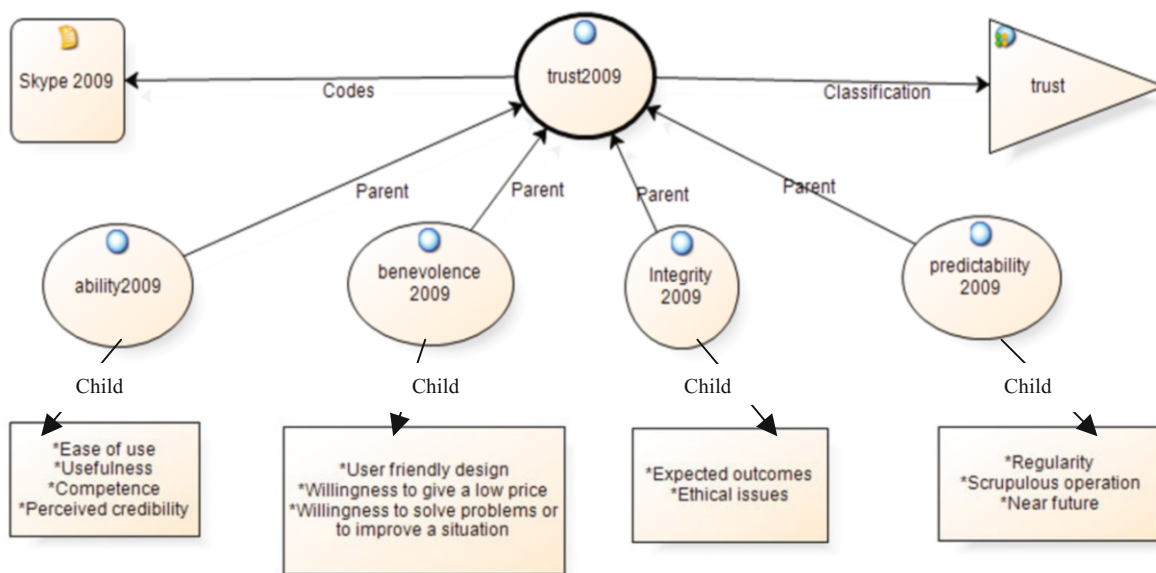 Skype 2009
trust2009
trust
Codes
Classification
Parent
Parent
Parent
Parent
ability2009
benevolence
2009
Integrity
2009
predictability
2009
Child
Child
Child
Child
*Ease of use
*Usefulness
*Competence
*Perceived credibility
*User friendly design
*Willingness to give a low price
*Willingness to solve problems or
to improve a situation
*Expected outcomes
*Ethical issues
*Regularity
*Scrupulous operation
*Near future